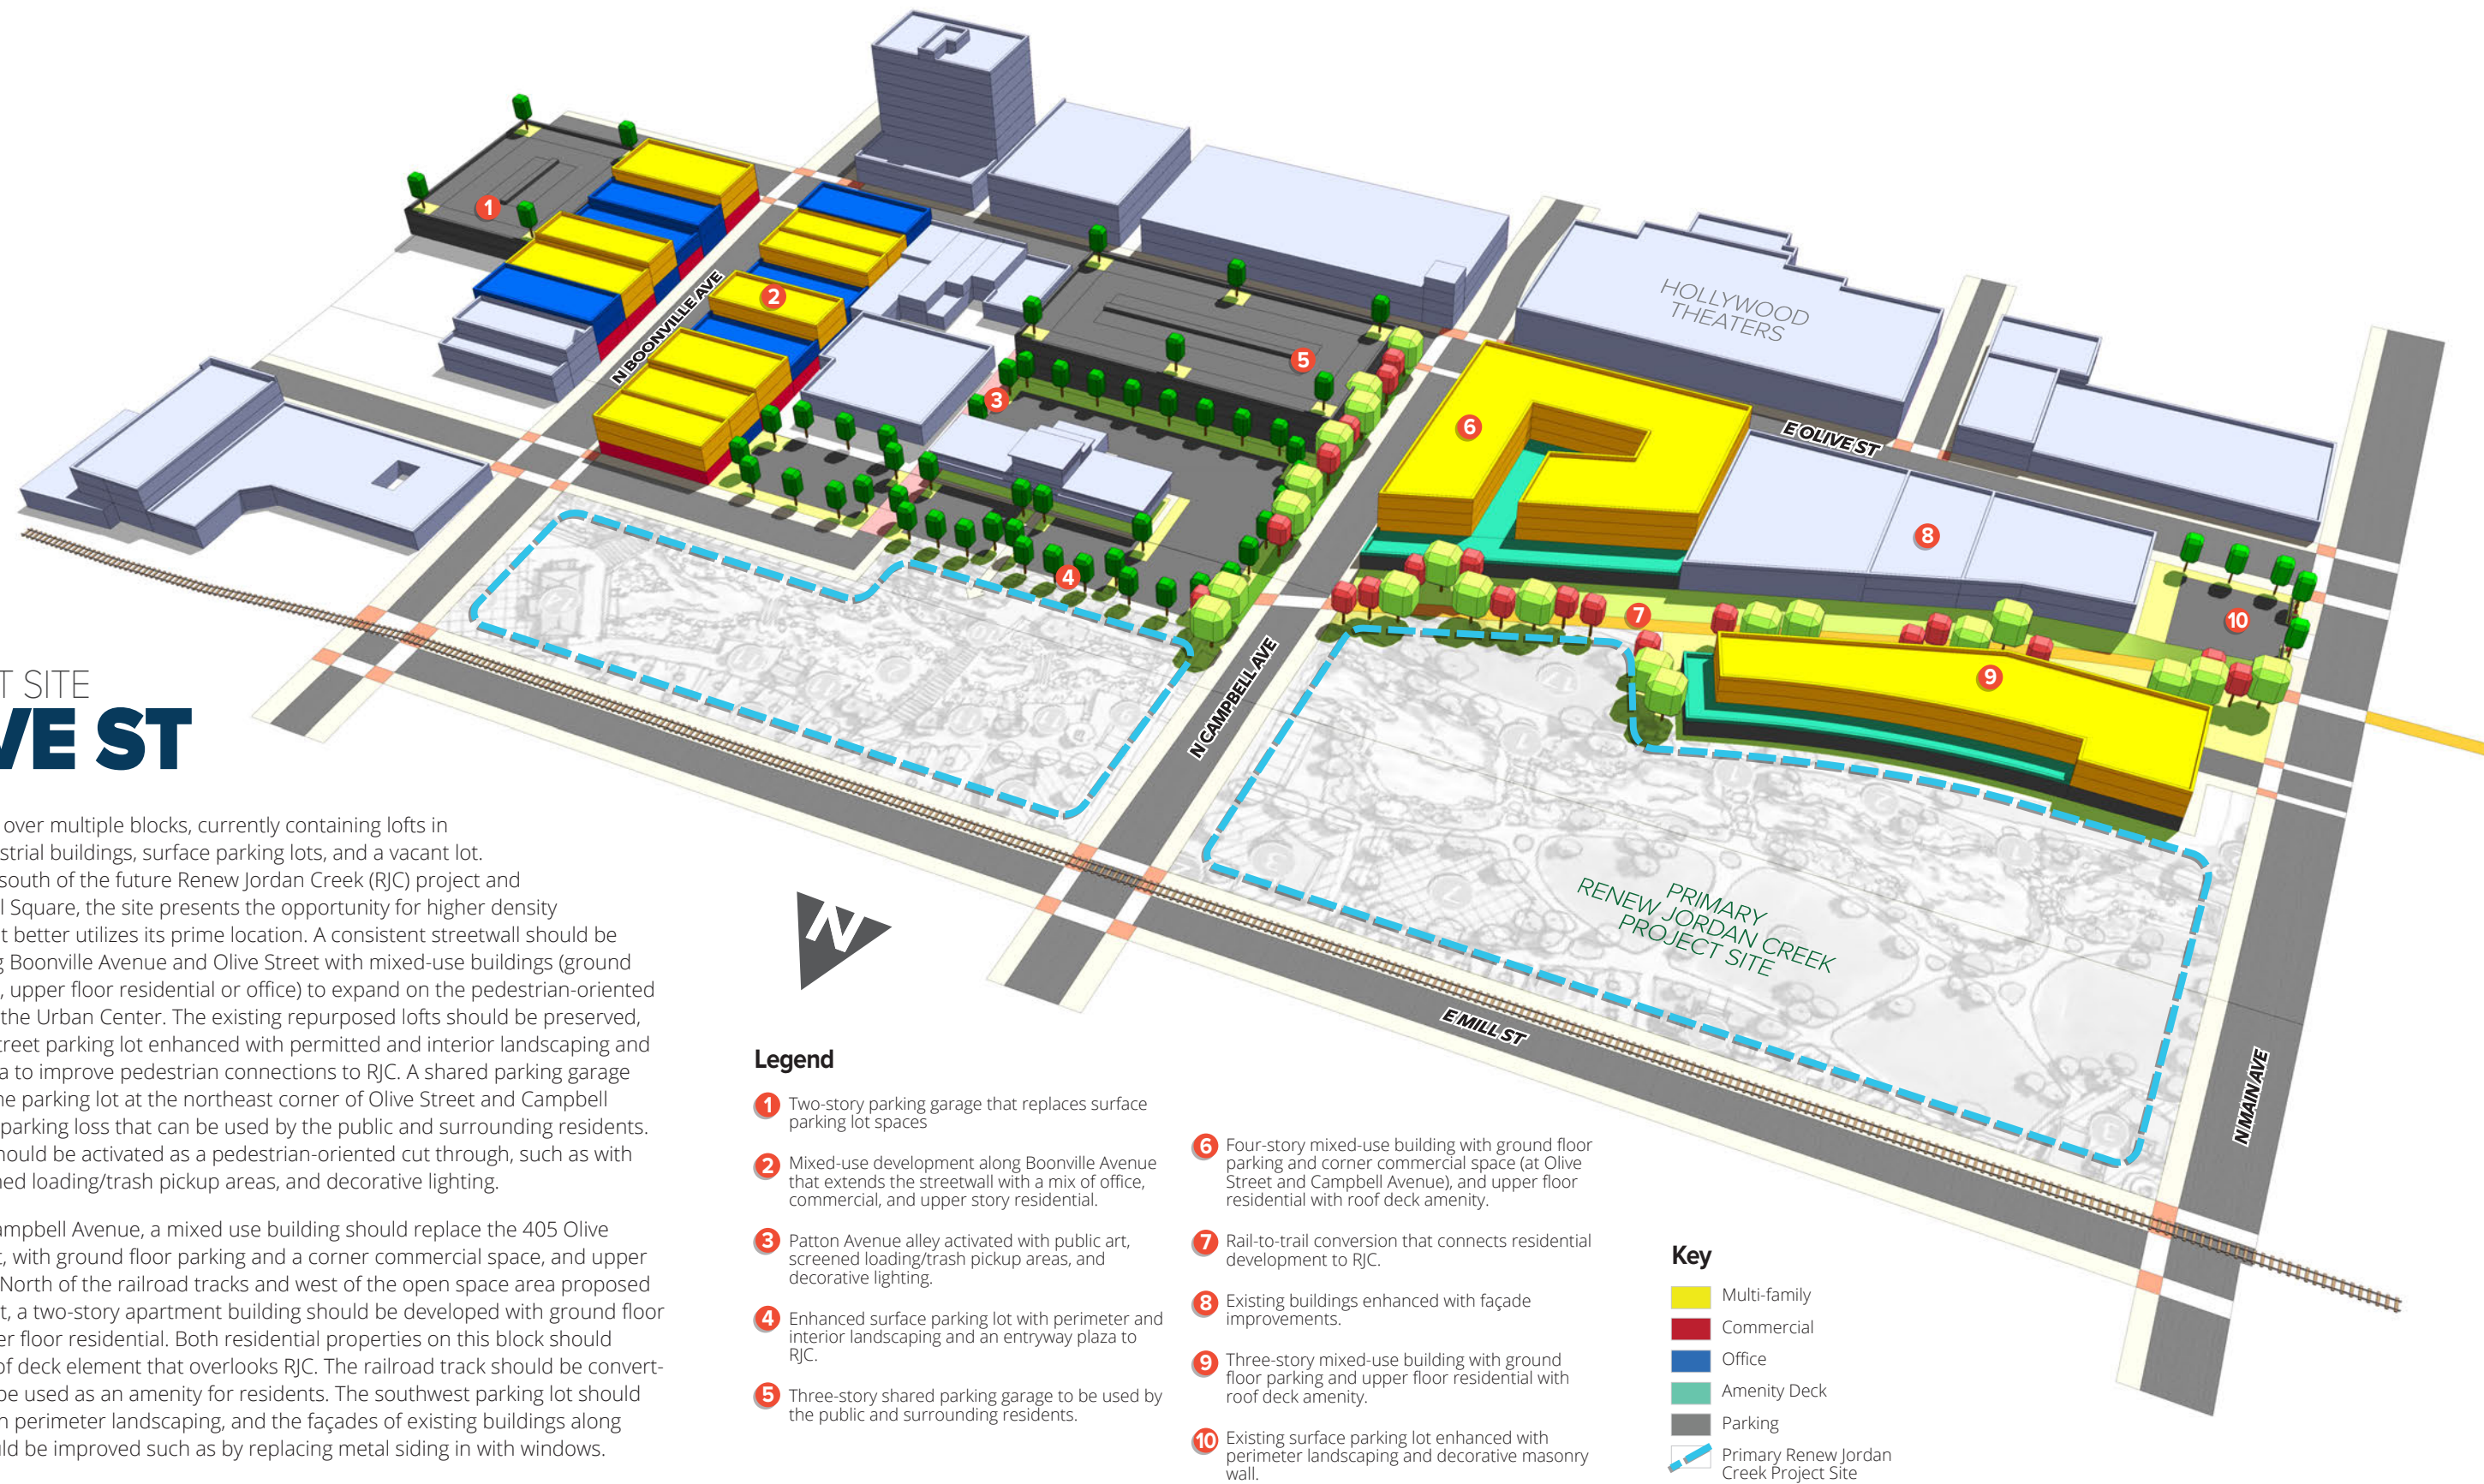 T SITE
VE ST
over multiple blocks, currently containing lofts in
strial buildings, surface parking lots, and a vacant lot.
south of the future Renew Jordan Creek (RJC) project and
l Square, the site presents the opportunity for higher density
t better utilizes its prime location. A consistent streetwall should be
g Boonville Avenue and Olive Street with mixed-use buildings (ground
, upper floor residential or office) to expand on the pedestrian-oriented
the Urban Center. The existing repurposed lofts should be preserved,
treet parking lot enhanced with permitted and interior landscaping and
a to improve pedestrian connections to RJC. A shared parking garage
he parking lot at the northeast corner of Olive Street and Campbell
parking loss that can be used by the public and surrounding residents.
hould be activated as a pedestrian-oriented cut through, such as with
ned loading/trash pickup areas, and decorative lighting.
ampbell Avenue, a mixed use building should replace the 405 Olive
t, with ground floor parking and a corner commercial space, and upper
North of the railroad tracks and west of the open space area proposed
t, a two-story apartment building should be developed with ground floor
er floor residential. Both residential properties on this block should
of deck element that overlooks RJC. The railroad track should be convert-
be used as an amenity for residents. The southwest parking lot should
n perimeter landscaping, and the façades of existing buildings along
uld be improved such as by replacing metal siding in with windows.
1
2
3
4
5
6
7
8
9
10
N BOONVILLE AVE
HOLLYWOOD
THEATERS
E OLIVE ST
N CAMPBELL AVE
PRIMARY
RENEW JORDAN CREEK
PROJECT SITE
E MILL ST
N MAIN AVE
N
Legend
1 Two-story parking garage that replaces surface
parking lot spaces
2 Mixed-use development along Boonville Avenue
that extends the streetwall with a mix of office,
commercial, and upper story residential.
3 Patton Avenue alley activated with public art,
screened loading/trash pickup areas, and
decorative lighting.
4 Enhanced surface parking lot with perimeter and
interior landscaping and an entryway plaza to
RJC.
5 Three-story shared parking garage to be used by
the public and surrounding residents.
6 Four-story mixed-use building with ground floor
parking and corner commercial space (at Olive
Street and Campbell Avenue), and upper floor
residential with roof deck amenity.
7 Rail-to-trail conversion that connects residential
development to RJC.
8 Existing buildings enhanced with façade
improvements.
9 Three-story mixed-use building with ground
floor parking and upper floor residential with
roof deck amenity.
10 Existing surface parking lot enhanced with
perimeter landscaping and decorative masonry
wall.
Key
Multi-family
Commercial
Office
Amenity Deck
Parking
Primary Renew Jordan
Creek Project Site